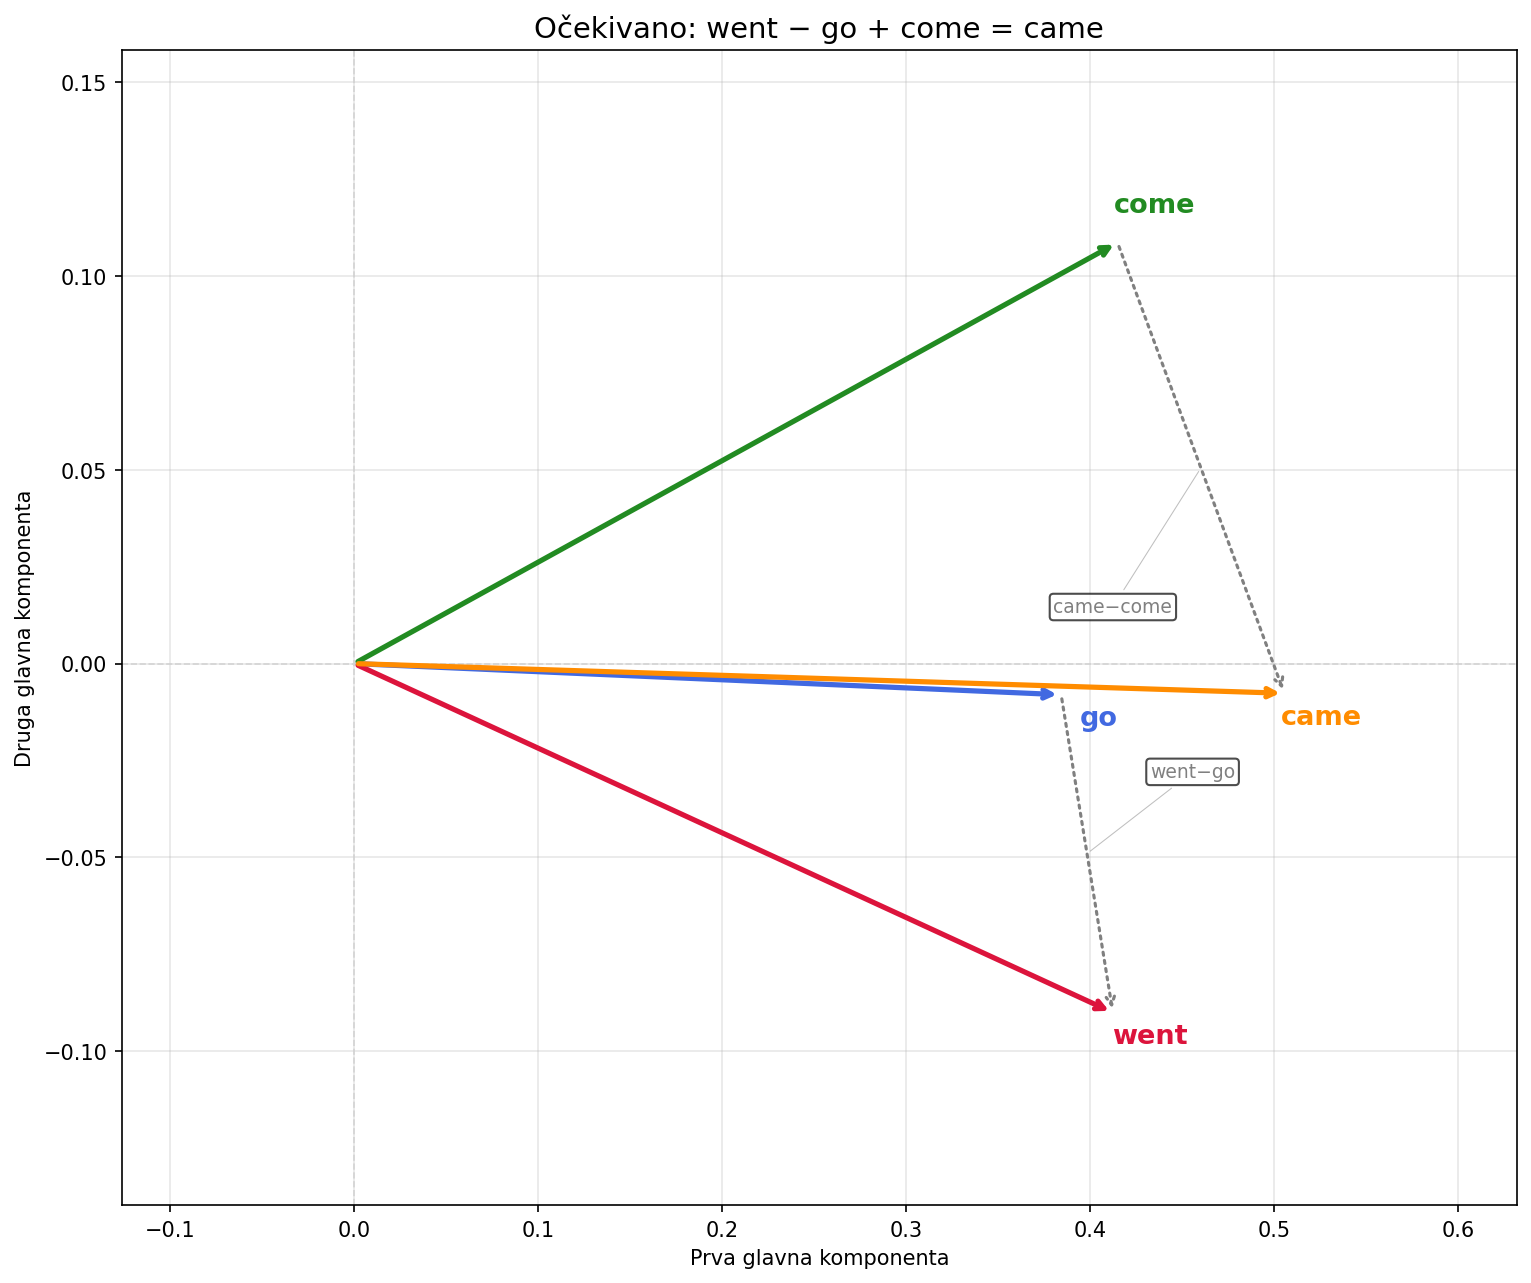 Očekivano: went − go + come = came
0.15
0.10
0.05
0.00
−0.05
−0.10
Druga glavna komponenta
come
came−come
go
came
went−go
went
−0.1
0.0
0.1
0.2
0.3
0.4
0.5
0.6
Prva glavna komponenta